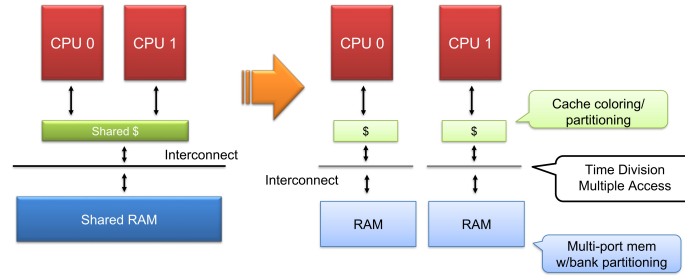 CPU 0
CPU 1
Shared $
Interconnect
Shared RAM
CPU 0
CPU 1
$
$
Interconnect
RAM
RAM
Cache coloring/
partitioning
Time Division
Multiple Access
Multi-port mem
w/bank partitioning